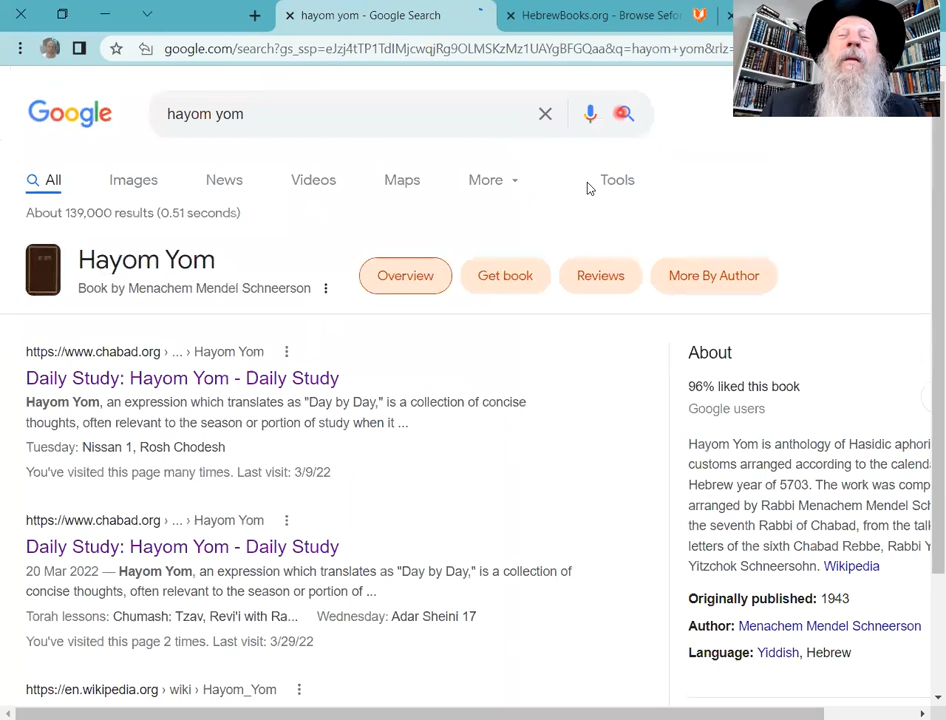 hayom yom - Google Search
HebrewBooks.org - Browse Sefo
google.com/search?gs_ssp=eJzj4tTP1TdIMjcwqjRg9OLMSKzMz1UAYgBFGQaa&q=hayom+yom&rlz=
Google
hayom yom
All
Images
News
Videos
Maps
More
Tools
About 139,000 results (0.51 seconds)
Hayom Yom
Book by Menachem Mendel Schneerson
Overview
Get book
Reviews
More By Author
https://www.chabad.org › ... › Hayom Yom
Daily Study: Hayom Yom - Daily Study
Hayom Yom, an expression which translates as "Day by Day," is a collection of concise
thoughts, often relevant to the season or portion of study when it ...
Tuesday: Nissan 1, Rosh Chodesh
You've visited this page many times. Last visit: 3/9/22
https://www.chabad.org › ... › Hayom Yom
Daily Study: Hayom Yom - Daily Study
20 Mar 2022 — Hayom Yom, an expression which translates as "Day by Day," is a collection of
concise thoughts, often relevant to the season or portion of ...
Torah lessons: Chumash: Tzav, Revi'i with Ra... Wednesday: Adar Sheini 17
You've visited this page 2 times. Last visit: 3/29/22
https://en.wikipedia.org › wiki › Hayom_Yom
About
96% liked this book
Google users
Hayom Yom is anthology of Hasidic aphori
customs arranged according to the calenda
Hebrew year of 5703. The work was comp
arranged by Rabbi Menachem Mendel Sch
the seventh Rabbi of Chabad, from the talk
letters of the sixth Chabad Rebbe, Rabbi Y
Yitzchok Schneersohn. Wikipedia
Originally published: 1943
Author: Menachem Mendel Schneerson
Language: Yiddish, Hebrew